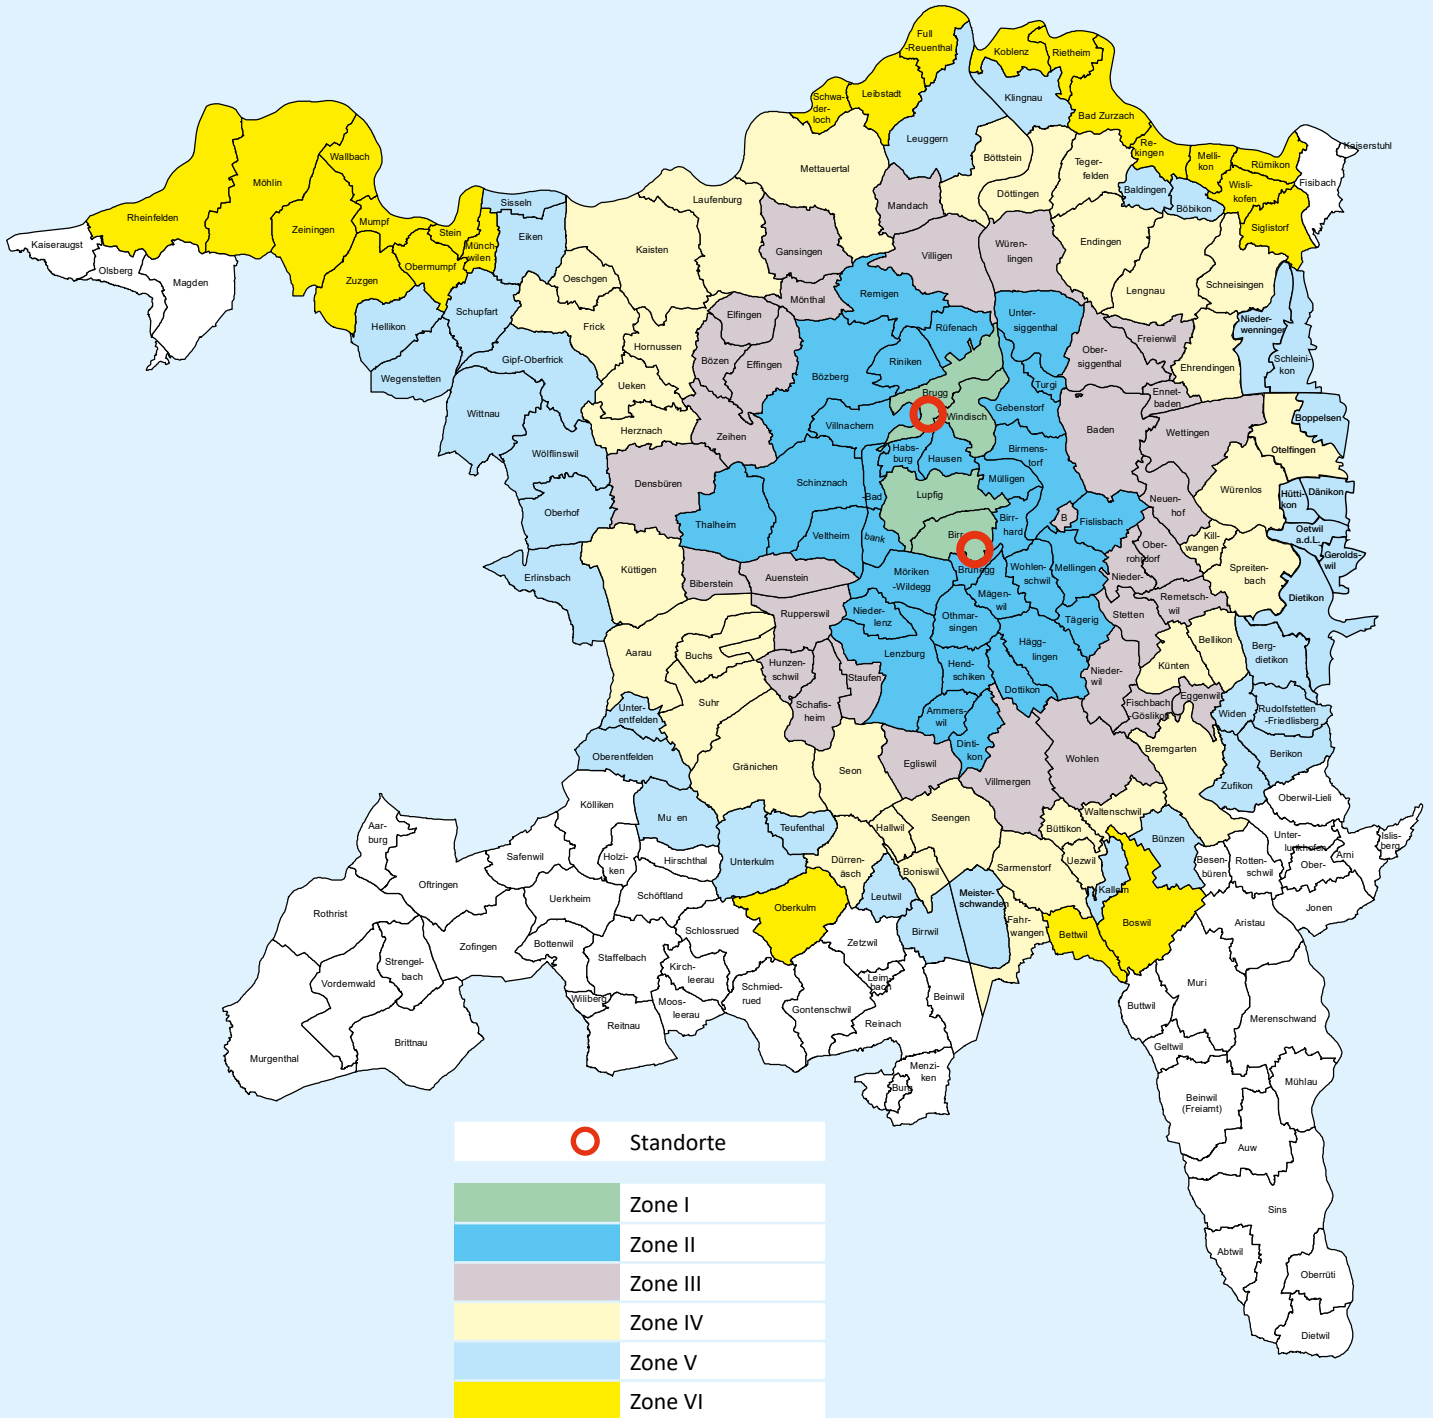 Full
-Reuenthal
Koblenz
Rietheim
Schwa-
der-
loch
Leibstadt
Klingnau
Bad Zurzach
Leuggern
Wallbach
Möhlin
Mettauertal
Böttstein
Teger-
felden
Re-
kingen
Melli-
kon
Rümikon
Kaiserstuhl
Fisibach
Rheinfelden
Zeiningen
Mumpf
Stein
Sisseln
Eiken
Laufenburg
Mandach
Döttingen
Baldingen
Böbikon
Wisli-
kofen
Siglistorf
Kaiseraugst
Olsberg
Magden
Zuzgen
Obermumpf
Münch-
wilen
Kaisten
Gansingen
Villigen
Würen-
lingen
Endingen
Oeschgen
Mönthal
Remigen
Lengnau
Schneisingen
Hellikon
Schupfart
Frick
Elfingen
Rüfenach
Unter-
siggenthal
Freienwil
Nieder-
wenningen
Wegenstetten
Gipf-Oberfrick
Hornussen
Bözen
Effingen
Riniken
Ober-
siggenthal
Ehrendingen
Schleini-
kon
Ueken
Bözberg
Turgi
Brugg
Ennet-
baden
Wittnau
Herznach
Zeihen
Villnachern
Windisch
Gebenstorf
Baden
Wettingen
Boppelsen
Wölflinswil
Habs-
burg
Hausen
Birmens-
torf
Otelfingen
Densbüren
Schinznach
-Bad
Lupfig
Mülligen
Neuen-
hof
Würenlos
Hütti-
kon
Dänikon
Oberhof
Thalheim
Veltheim
bank
Birr
Birr-
hard
B
Fislisbach
Kill-
wangen
Oetwil
a.d.L.
Gerolds-
wil
Erlinsbach
Küttigen
Biberstein
Auenstein
Möriken
-Wildegg
Brunegg
Wohlen-
schwil
Mellingen
Ober-
rohrdorf
Nieder-
Spreiten-
bach
Dietikon
Rupperswil
Nieder-
lenz
Othmar-
singen
Mägen-
wil
Tägerig
Stetten
Remetsch-
wil
Aarau
Buchs
Hunzen-
schwil
Staufen
Lenzburg
Hend-
schiken
Hägg-
lingen
Nieder-
wil
Künten
Bellikon
Berg-
dietikon
Unter-
entfelden
Suhr
Schafis-
heim
Ammers-
wil
Dottikon
Fischbach
-Göslikon
Eggenwil
Widen
Rudolfstetten
-Friedlisberg
Oberentfelden
Gränichen
Seon
Egliswil
Dinti-
kon
Villmergen
Wohlen
Bremgarten
Zufikon
Berikon
Kölliken
Mu en
Teufenthal
Hallwil
Seengen
Büttikon
Waltenschwil
Oberwil-Lieli
Aar-
burg
Safenwil
Holzi-
ken
Hirschthal
Unterkulm
Dürren-
äsch
Boniswil
Sarmenstorf
Uezwil
Bünzen
Besen-
büren
Rotten-
schwil
Unter-
lunkhofen
Ober-
Arni
Islis-
berg
Oftringen
Uerkheim
Schöftland
Oberkulm
Leutwil
Meister-
schwanden
Kallern
Jonen
Rothrist
Zofingen
Bottenwil
Schlossrued
Zetzwil
Birrwil
Fahr-
wangen
Bettwil
Boswil
Aristau
Strengel-
bach
Staffelbach
Kirch-
leerau
Vordemwald
Wiliberg
Moos-
leerau
Schmied-
rued
Leim-
bach
Beinwil
Muri
Buttwil
Gontenschwil
Reinach
Merenschwand
Murgenthal
Brittnau
Reitnau
Geltwil
Menzi-
ken
Burg
Mühlau
Beinwil
(Freiamt)
Auw
Sins
Abtwil
Oberrüti
Dietwil
Standorte
Zone I
Zone II
Zone III
Zone IV
Zone V
Zone VI